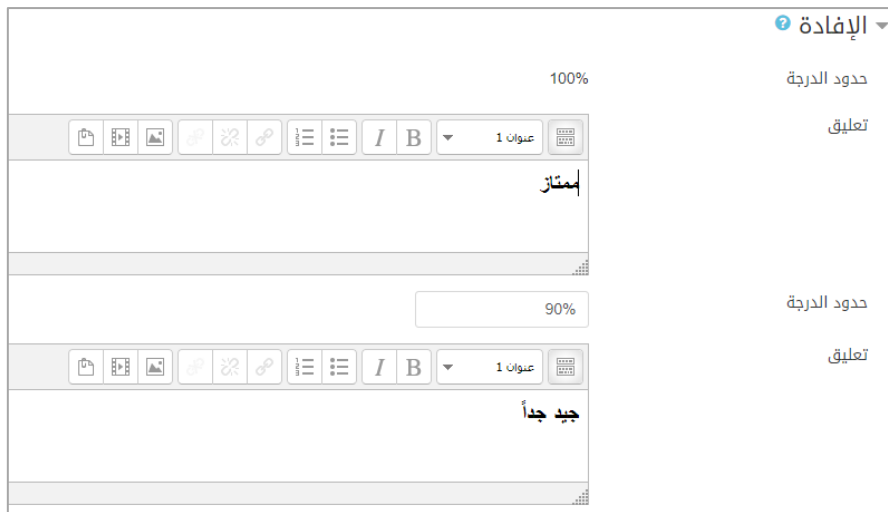 الإفادة
حدود الدرجة 100%
تعليق
عنوان 1 B I
ممتاز
حدود الدرجة 90%
تعليق
عنوان 1 B I
جيد جداً